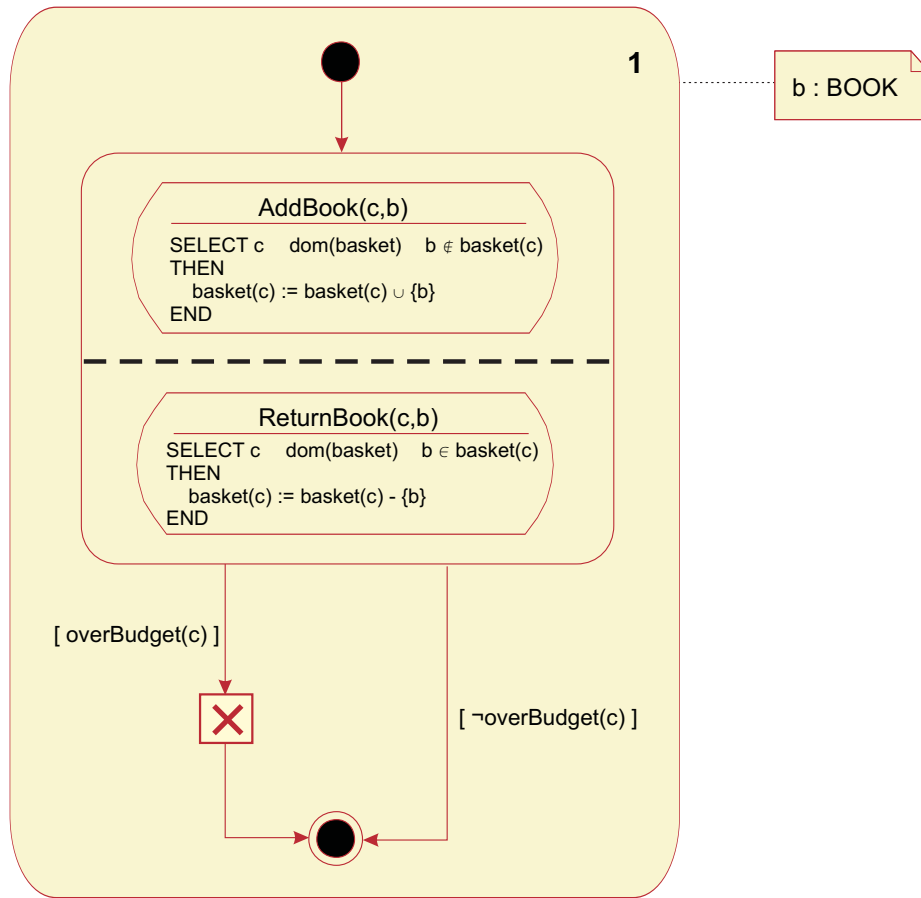 1
b : BOOK
AddBook(c,b)
SELECT c dom(basket) b ∉ basket(c)
THEN
basket(c) := basket(c) ∪ {b}
END
ReturnBook(c,b)
SELECT c dom(basket) b ∈ basket(c)
THEN
basket(c) := basket(c) - {b}
END
[ overBudget(c) ]
[ ¬overBudget(c) ]